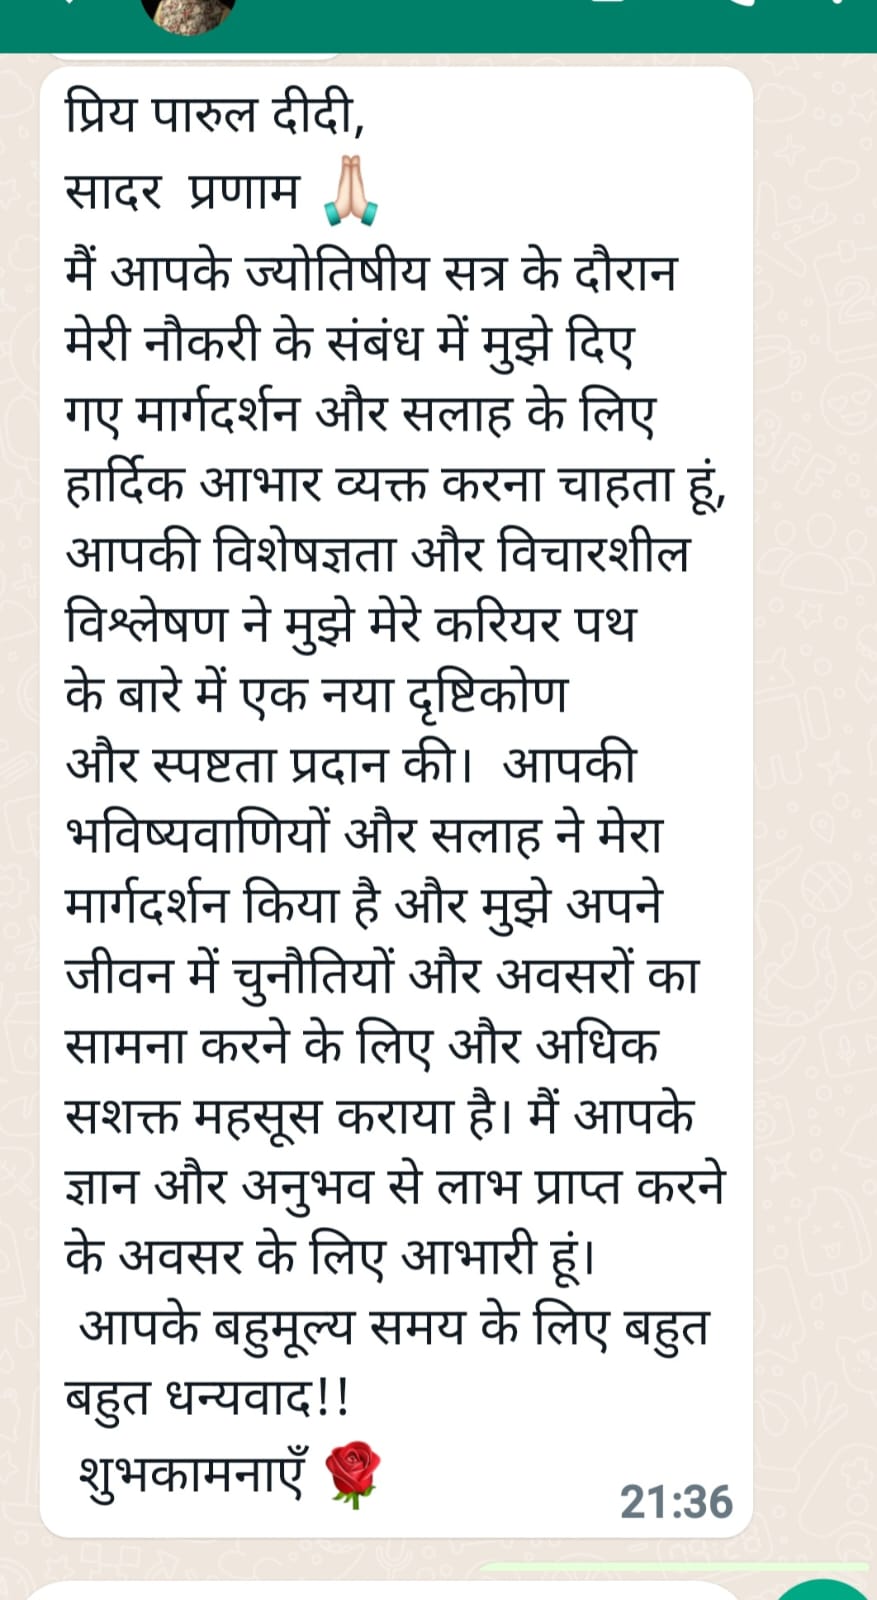 प्रिय पारुल दीदी,
सादर  प्रणाम 🙏🏻
मैं आपके ज्योतिषीय सत्र के दौरान
मेरी नौकरी के संबंध में मुझे दिए
गए मार्गदर्शन और सलाह के लिए
हार्दिक आभार व्यक्त करना चाहता हूं,
आपकी विशेषज्ञता और विचारशील
विश्लेषण ने मुझे मेरे करियर पथ
के बारे में एक नया दृष्टिकोण
और स्पष्टता प्रदान की।  आपकी
भविष्यवाणियों और सलाह ने मेरा
मार्गदर्शन किया है और मुझे अपने
जीवन में चुनौतियों और अवसरों का
सामना करने के लिए और अधिक
सशक्त महसूस कराया है। मैं आपके
ज्ञान और अनुभव से लाभ प्राप्त करने
के अवसर के लिए आभारी हूं।
आपके बहुमूल्य समय के लिए बहुत
बहुत धन्यवाद!!
शुभकामनाएँ 🌹
21:36